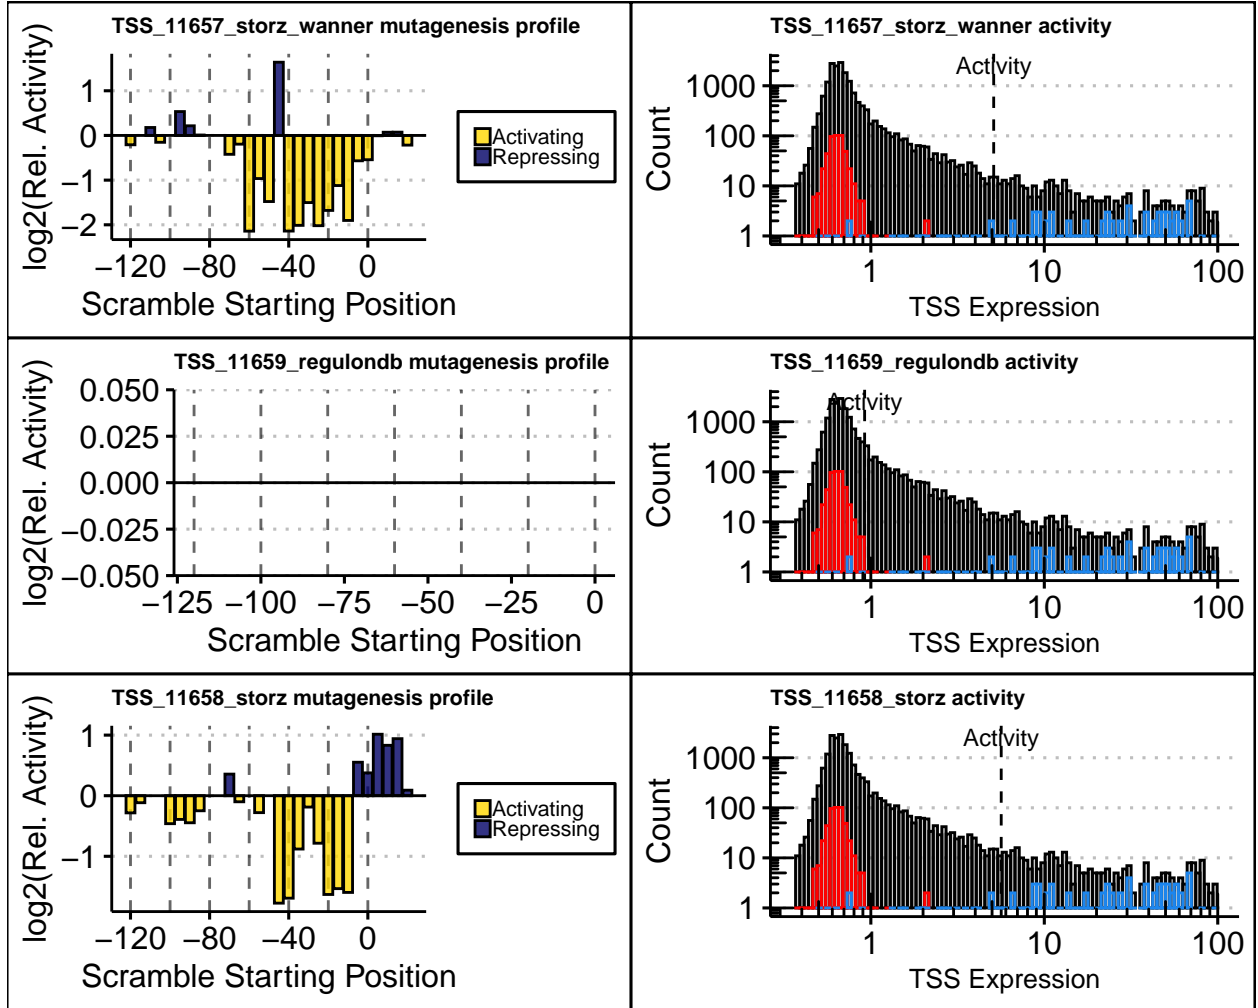 TSS_11657_storz_wanner mutagenesis profile
log2(Rel. Activity)
1
0
−1
−2
−120 −80 −40 0
Scramble Starting Position
Activating
Repressing
TSS_11657_storz_wanner activity
Activity
Count
1000
100
10
1
1 10 100
TSS Expression
TSS_11659_regulondb mutagenesis profile
log2(Rel. Activity)
0.050
0.025
0.000
−0.025
−0.050
−125 −100 −75 −50 −25 0
Scramble Starting Position
TSS_11659_regulondb activity
Activity
Count
1000
100
10
1
1 10 100
TSS Expression
TSS_11658_storz mutagenesis profile
log2(Rel. Activity)
1
0
−1
−120 −80 −40 0
Scramble Starting Position
Activating
Repressing
TSS_11658_storz activity
Activity
Count
1000
100
10
1
1 10 100
TSS Expression